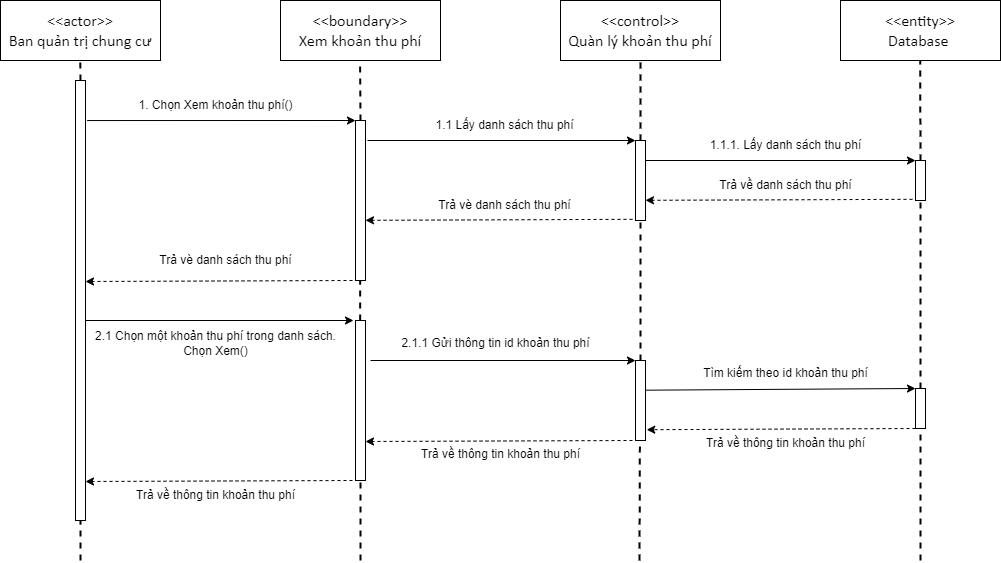 <<actor>>
Ban quản trị chung cư
<<boundary>>
Xem khoản thu phí
<<control>>
Quàn lý khoản thu phí
<<entity>>
Database
1. Chọn Xem khoản thu phí()
1.1 Lấy danh sách thu phí
1.1.1. Lấy danh sách thu phí
Trả về danh sách thu phí
Trả vè danh sách thu phí
Trả vè danh sách thu phí
2.1 Chọn một khoản thu phí trong danh sách.
Chọn Xem()
2.1.1 Gửi thông tin id khoản thu phí
Tìm kiếm theo id khoản thu phí
Trả về thông tin khoản thu phí
Trả về thông tin khoản thu phí
Trả về thông tin khoản thu phí